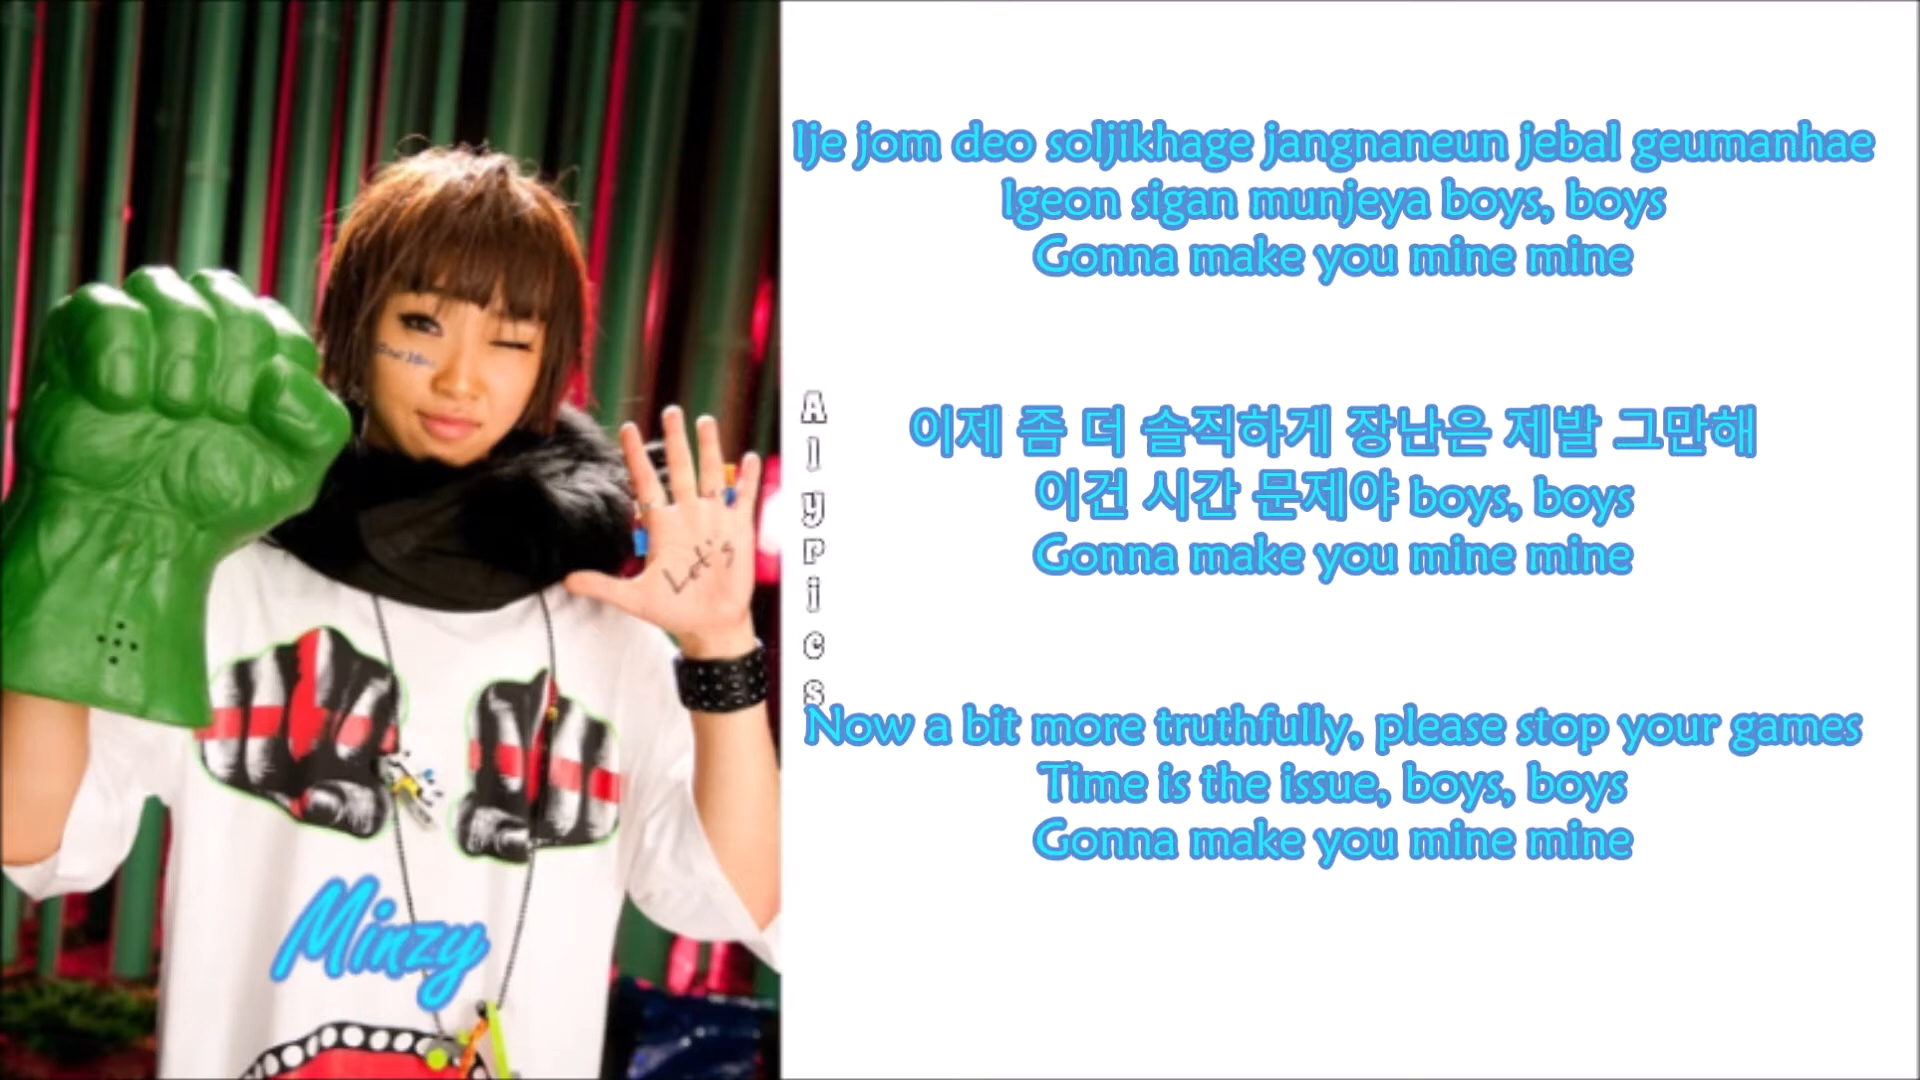 Let's
Minzy
Alyrics
Ije jom deo soljikhage jangnaneun jebal geumanhae
Igeon sigan munjeya boys, boys
Gonna make you mine mine
이제 좀 더 솔직하게 장난은 제발 그만해
이건 시간 문제야 boys, boys
Gonna make you mine mine
Now a bit more truthfully, please stop your games
Time is the issue, boys, boys
Gonna make you mine mine